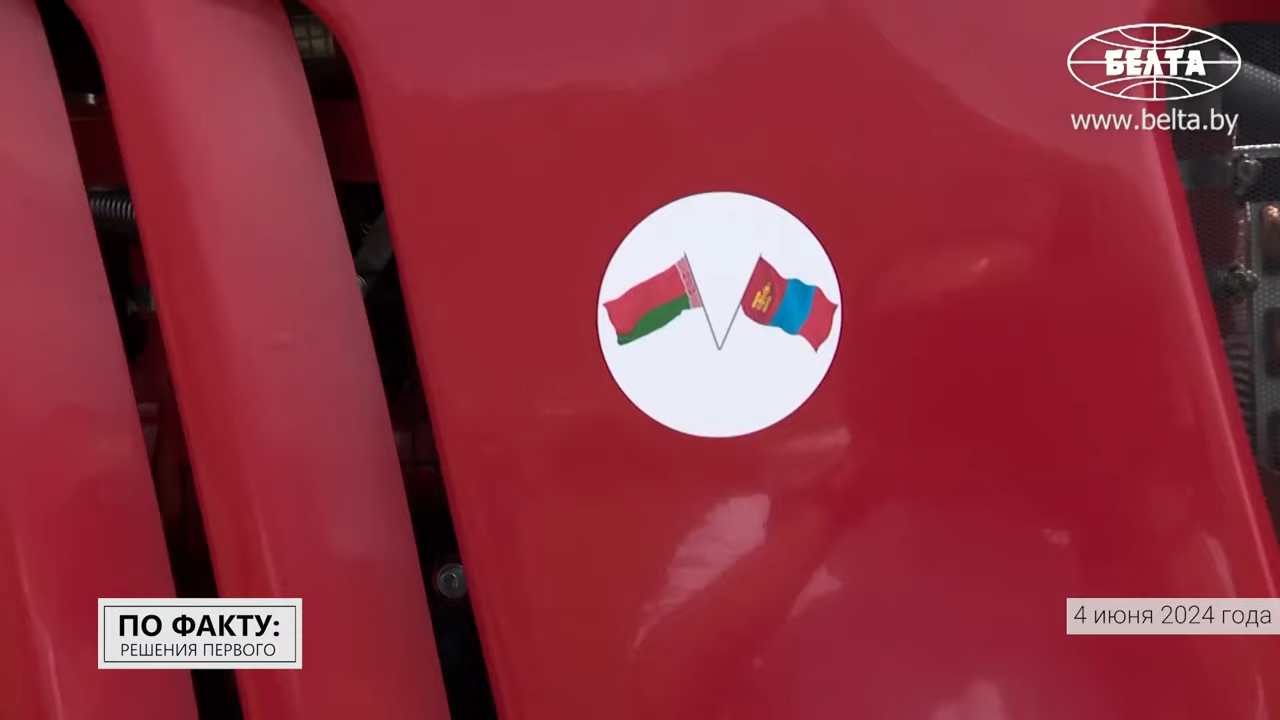 БЕЛТА
www.belta.by
ПО ФАКТУ:
РЕШЕНИЯ ПЕРВОГО
4 июня 2024 года